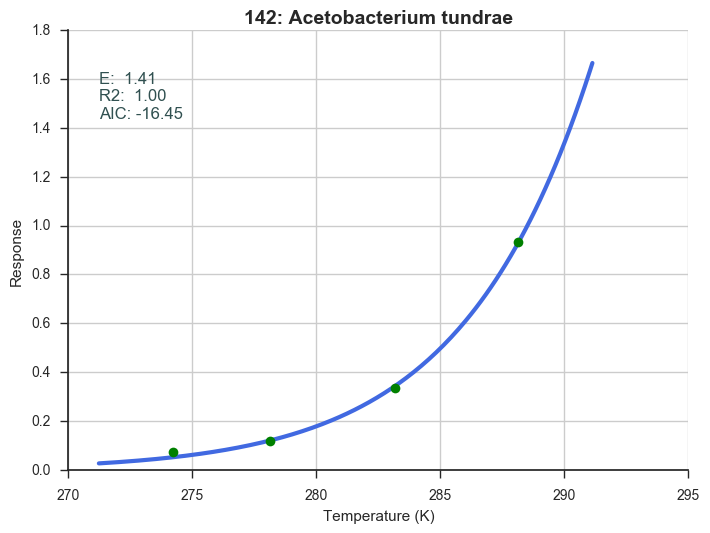 142: Acetobacterium tundrae
E:  1.41
R2:  1.00
AIC: -16.45
Response
1.8
1.6
1.4
1.2
1.0
0.8
0.6
0.4
0.2
0.0
270 275 280 285 290 295
Temperature (K)